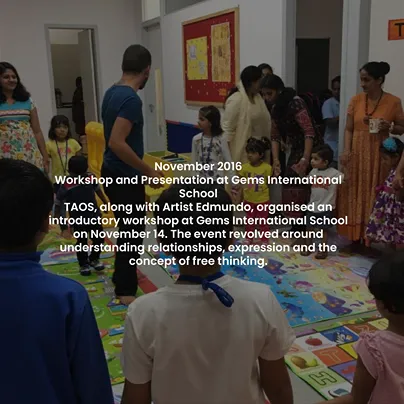 November 2016
Workshop and Presentation at Gems International
School
TAOS, along with Artist Edmundo, organised an
introductory workshop at Gems International School
on November 14. The event revolved around
understanding relationships, expression and the
concept of free thinking.